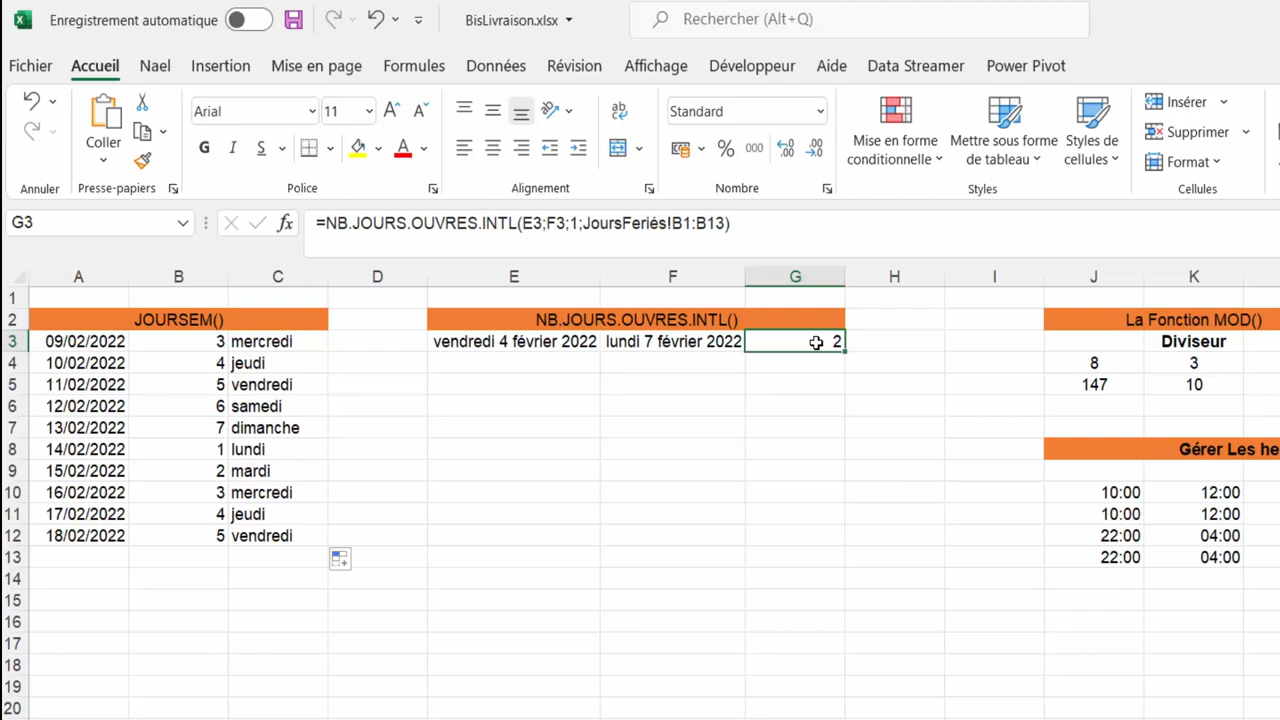 Enregistrement automatique BisLivraison.xlsx Rechercher (Alt+Q)
Fichier Accueil Nael Insertion Mise en page Formules Données Révision Affichage Développeur Aide Data Streamer Power Pivot
Coller
Annuler Presse-papiers
Arial 11
G I S A
Police
Alignement
Standard
% 000
Nombre
Mise en forme
conditionnelle
Mettre sous forme
de tableau
Styles de
cellules
Styles
Insérer
Supprimer
Format
Cellules
G3 fx =NB.JOURS.OUVRES.INTL(E3;F3;1;JoursFeriés!B1:B13)
A B C D E F G H I J K
1
2 JOURSEM() NB.JOURS.OUVRES.INTL() La Fonction MOD()
3 09/02/2022 3 mercredi vendredi 4 février 2022 lundi 7 février 2022 2 Diviseur
4 10/02/2022 4 jeudi 8 3
5 11/02/2022 5 vendredi 147 10
6 12/02/2022 6 samedi
7 13/02/2022 7 dimanche
8 14/02/2022 1 lundi Gérer Les he
9 15/02/2022 2 mardi
10 16/02/2022 3 mercredi 10:00 12:00
11 17/02/2022 4 jeudi 10:00 12:00
12 18/02/2022 5 vendredi 22:00 04:00
13 22:00 04:00
14
15
16
17
18
19
20